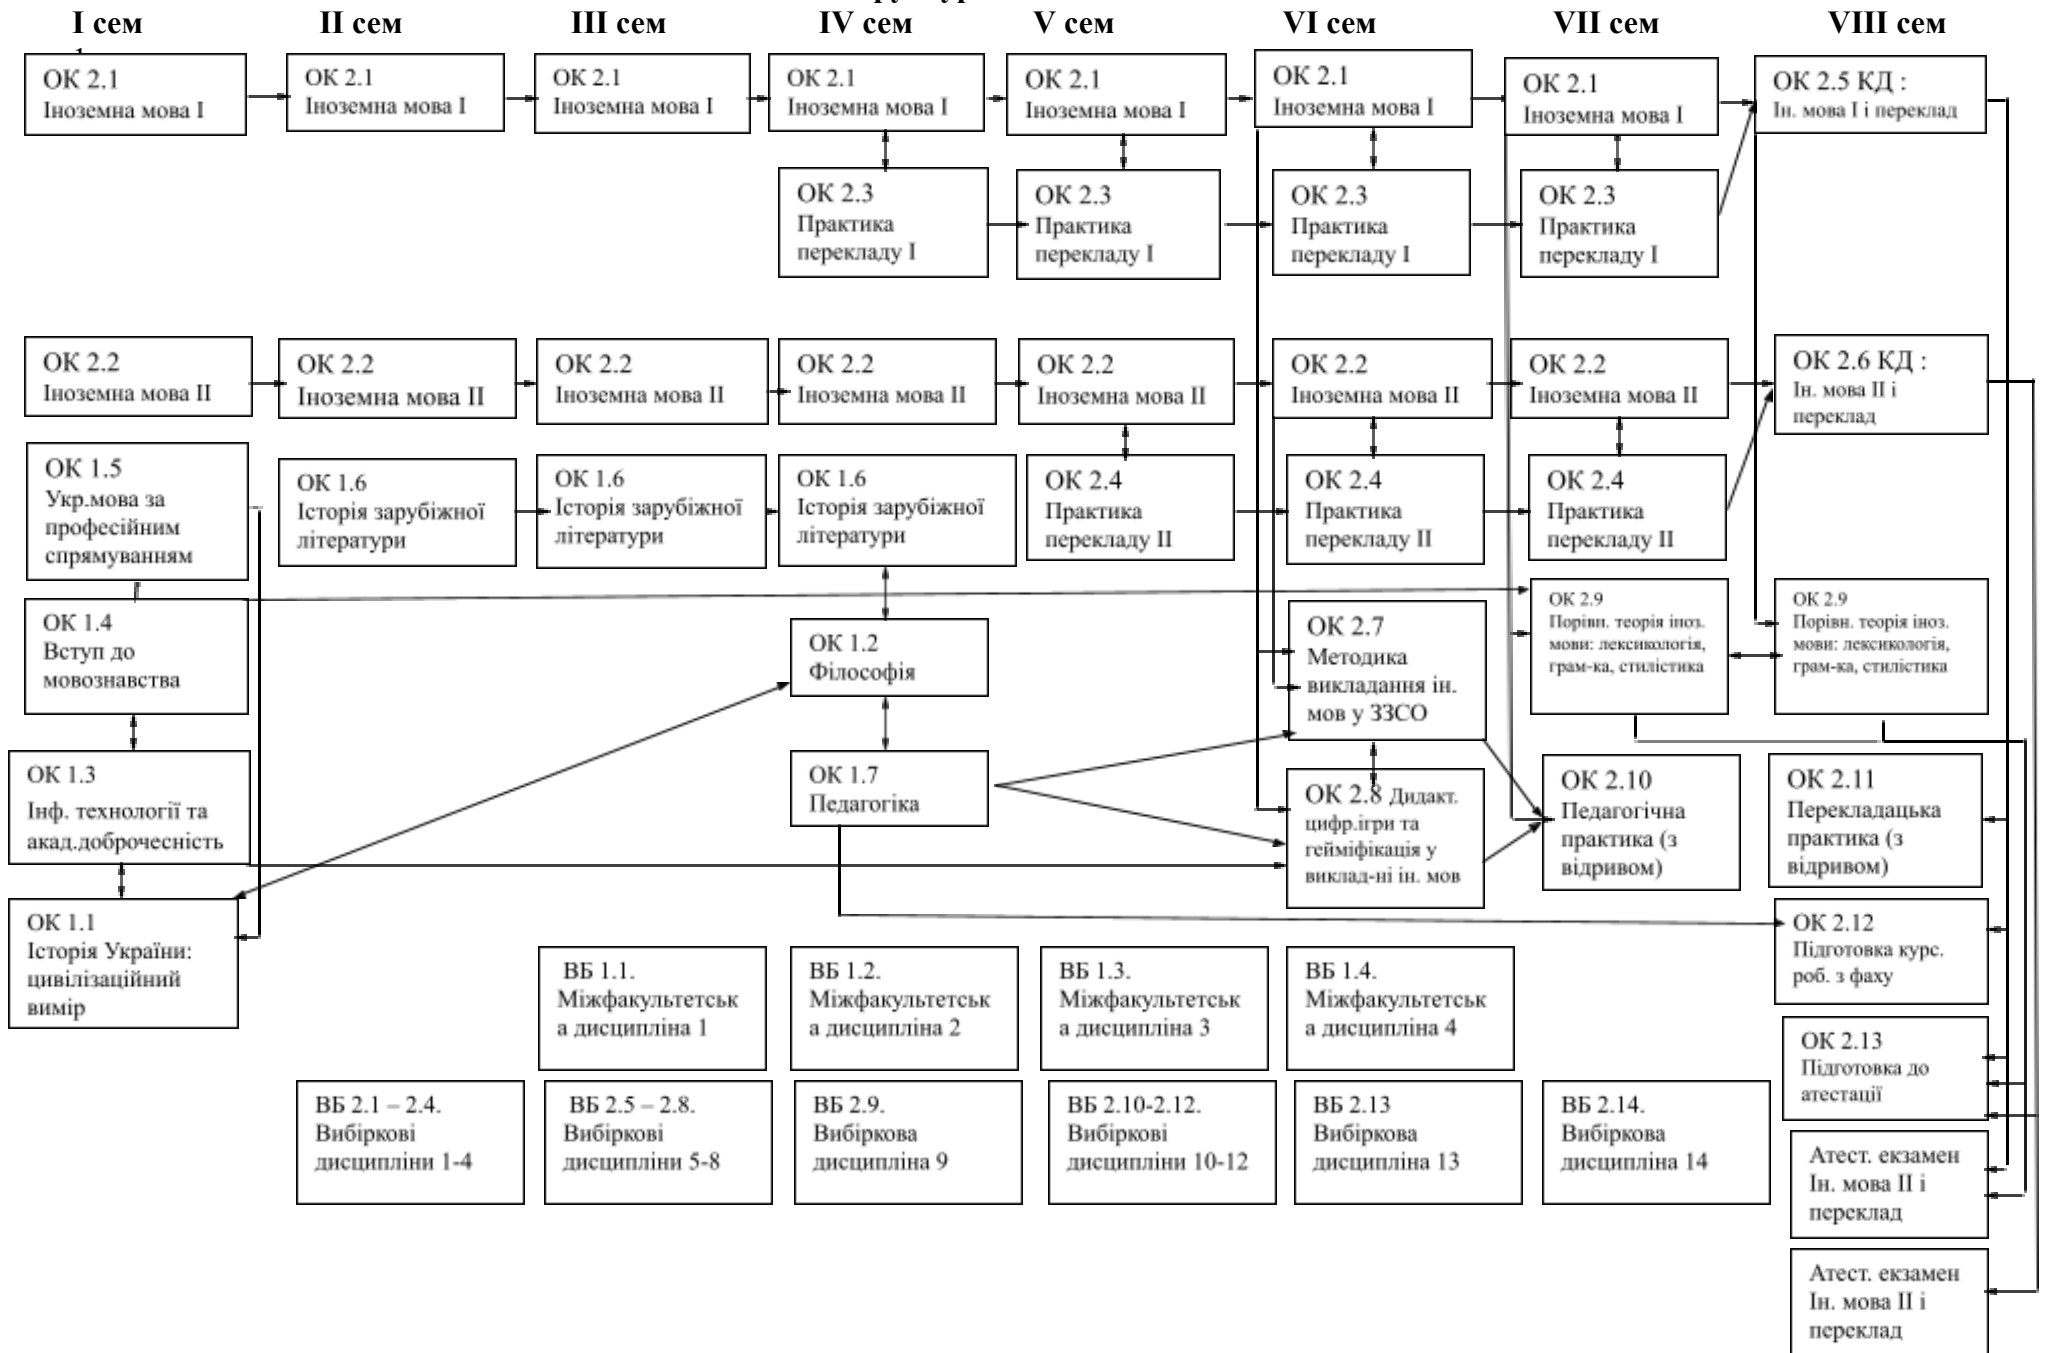 І сем
ІІ сем
ІІІ сем
IV сем
V сем
VI сем
VII сем
VIII сем
ОК 2.1
Іноземна мова І
ОК 2.1
Іноземна мова І
ОК 2.1
Іноземна мова І
ОК 2.1
Іноземна мова І
ОК 2.1
Іноземна мова І
ОК 2.1
Іноземна мова І
ОК 2.1
Іноземна мова І
ОК 2.5 КД :
Ін. мова І і переклад
ОК 2.3
Практика
перекладу І
ОК 2.3
Практика
перекладу І
ОК 2.3
Практика
перекладу І
ОК 2.3
Практика
перекладу І
ОК 2.2
Іноземна мова ІІ
ОК 2.2
Іноземна мова ІІ
ОК 2.2
Іноземна мова ІІ
ОК 2.2
Іноземна мова ІІ
ОК 2.2
Іноземна мова ІІ
ОК 2.2
Іноземна мова ІІ
ОК 2.2
Іноземна мова ІІ
ОК 2.6 КД :
Ін. мова ІІ і
переклад
ОК 1.5
Укр.мова за
професійним
спрямуванням
ОК 1.6
Історія зарубіжної
літератури
ОК 1.6
Історія зарубіжної
літератури
ОК 1.6
Історія зарубіжної
літератури
ОК 2.4
Практика
перекладу ІІ
ОК 2.4
Практика
перекладу ІІ
ОК 2.4
Практика
перекладу ІІ
ОК 1.4
Вступ до
мовознавства
ОК 1.2
Філософія
ОК 2.7
Методика
викладання ін.
мов у ЗЗСО
ОК 2.9
Порівн. теорія іноз.
мови: лексикологія,
грам-ка, стилістика
ОК 2.9
Порівн. теорія іноз.
мови: лексикологія,
грам-ка, стилістика
ОК 1.3
Інф. технології та
акад.доброчесність
ОК 1.7
Педагогіка
ОК 2.8 Дидакт.
цифр.ігри та
гейміфікація у
виклад-ні ін. мов
ОК 2.10
Педагогічна
практика (з
відривом)
ОК 2.11
Перекладацька
практика (з
відривом)
ОК 1.1
Історія України:
цивілізаційний
вимір
ОК 2.12
Підготовка курс.
роб. з фаху
ВБ 1.1.
Міжфакультетськ
а дисципліна 1
ВБ 1.2.
Міжфакультетськ
а дисципліна 2
ВБ 1.3.
Міжфакультетськ
а дисципліна 3
ВБ 1.4.
Міжфакультетськ
а дисципліна 4
ОК 2.13
Підготовка до
атестації
ВБ 2.1 – 2.4.
Вибіркові
дисципліни 1-4
ВБ 2.5 – 2.8.
Вибіркові
дисципліни 5-8
ВБ 2.9.
Вибіркова
дисципліна 9
ВБ 2.10-2.12.
Вибіркові
дисципліни 10-12
ВБ 2.13
Вибіркова
дисципліна 13
ВБ 2.14.
Вибіркова
дисципліна 14
Атест. екзамен
Ін. мова ІІ і
переклад
Атест. екзамен
Ін. мова ІІ і
переклад